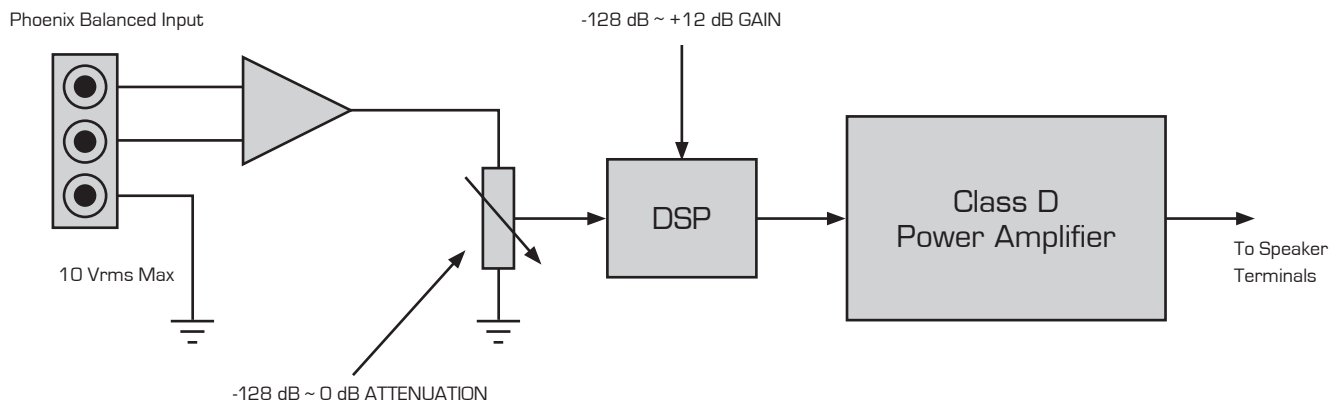 Phoenix Balanced Input
-128 dB ~ +12 dB GAIN
DSP
Class D
Power Amplifier
To Speaker
Terminals
10 Vrms Max
-128 dB ~ 0 dB ATTENUATION